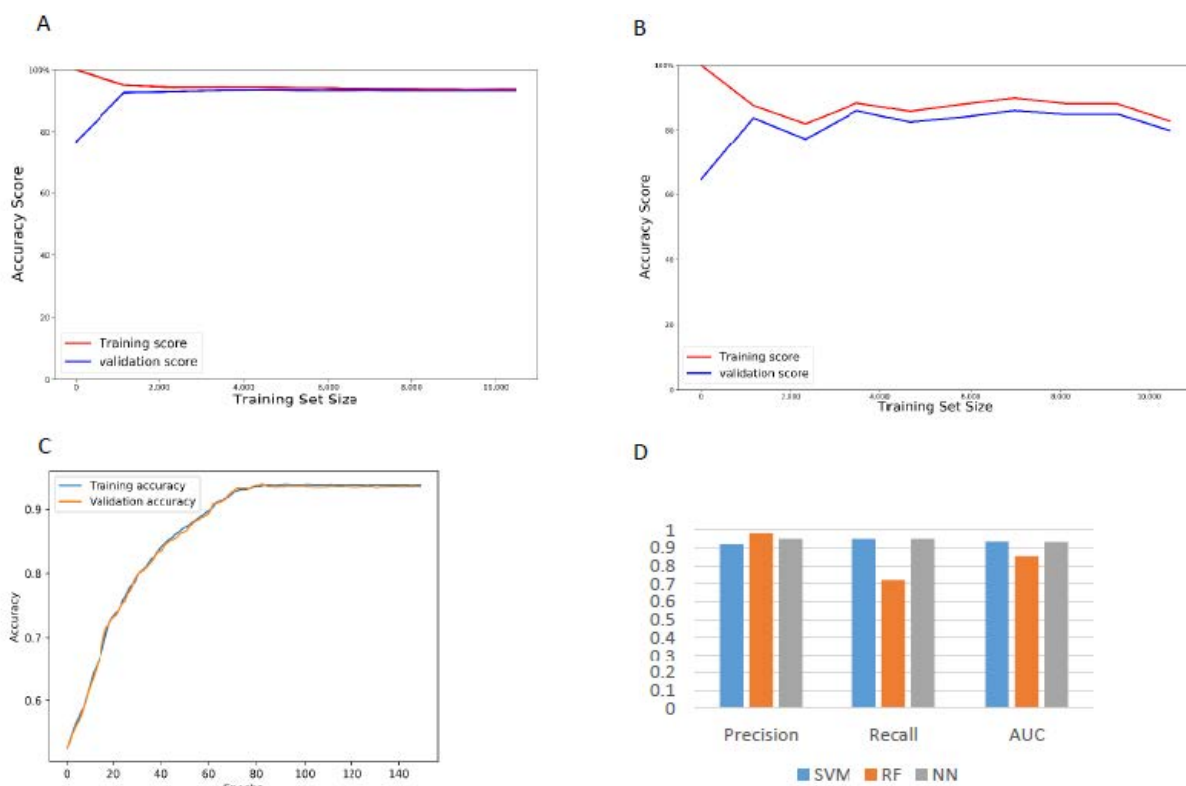 A
100%
80
60
40
20
0
Accuracy Score
Training score
validation score
0
2,000
4,000
6,000
8,000
10,000
Training Set Size
B
100%
80
60
40
20
0
Accuracy Score
Training score
validation score
0
2,000
4,000
6,000
8,000
10,000
Training Set Size
C
0.9
0.8
0.7
0.6
Accuracy
Training accuracy
Validation accuracy
0 20 40 60 80 100 120 140
D
1
0.9
0.8
0.7
0.6
0.5
0.4
0.3
0.2
0.1
0
Precision Recall AUC
SVM RF NN